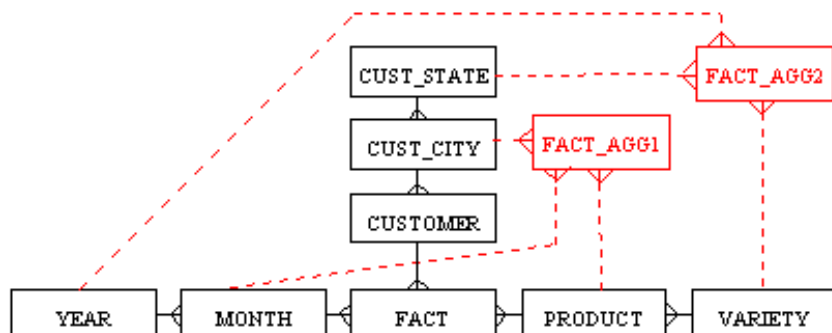 CUST_STATE
FACT_AGG2
CUST_CITY
FACT_AGG1
CUSTOMER
YEAR
MONTH
FACT
PRODUCT
VARIETY